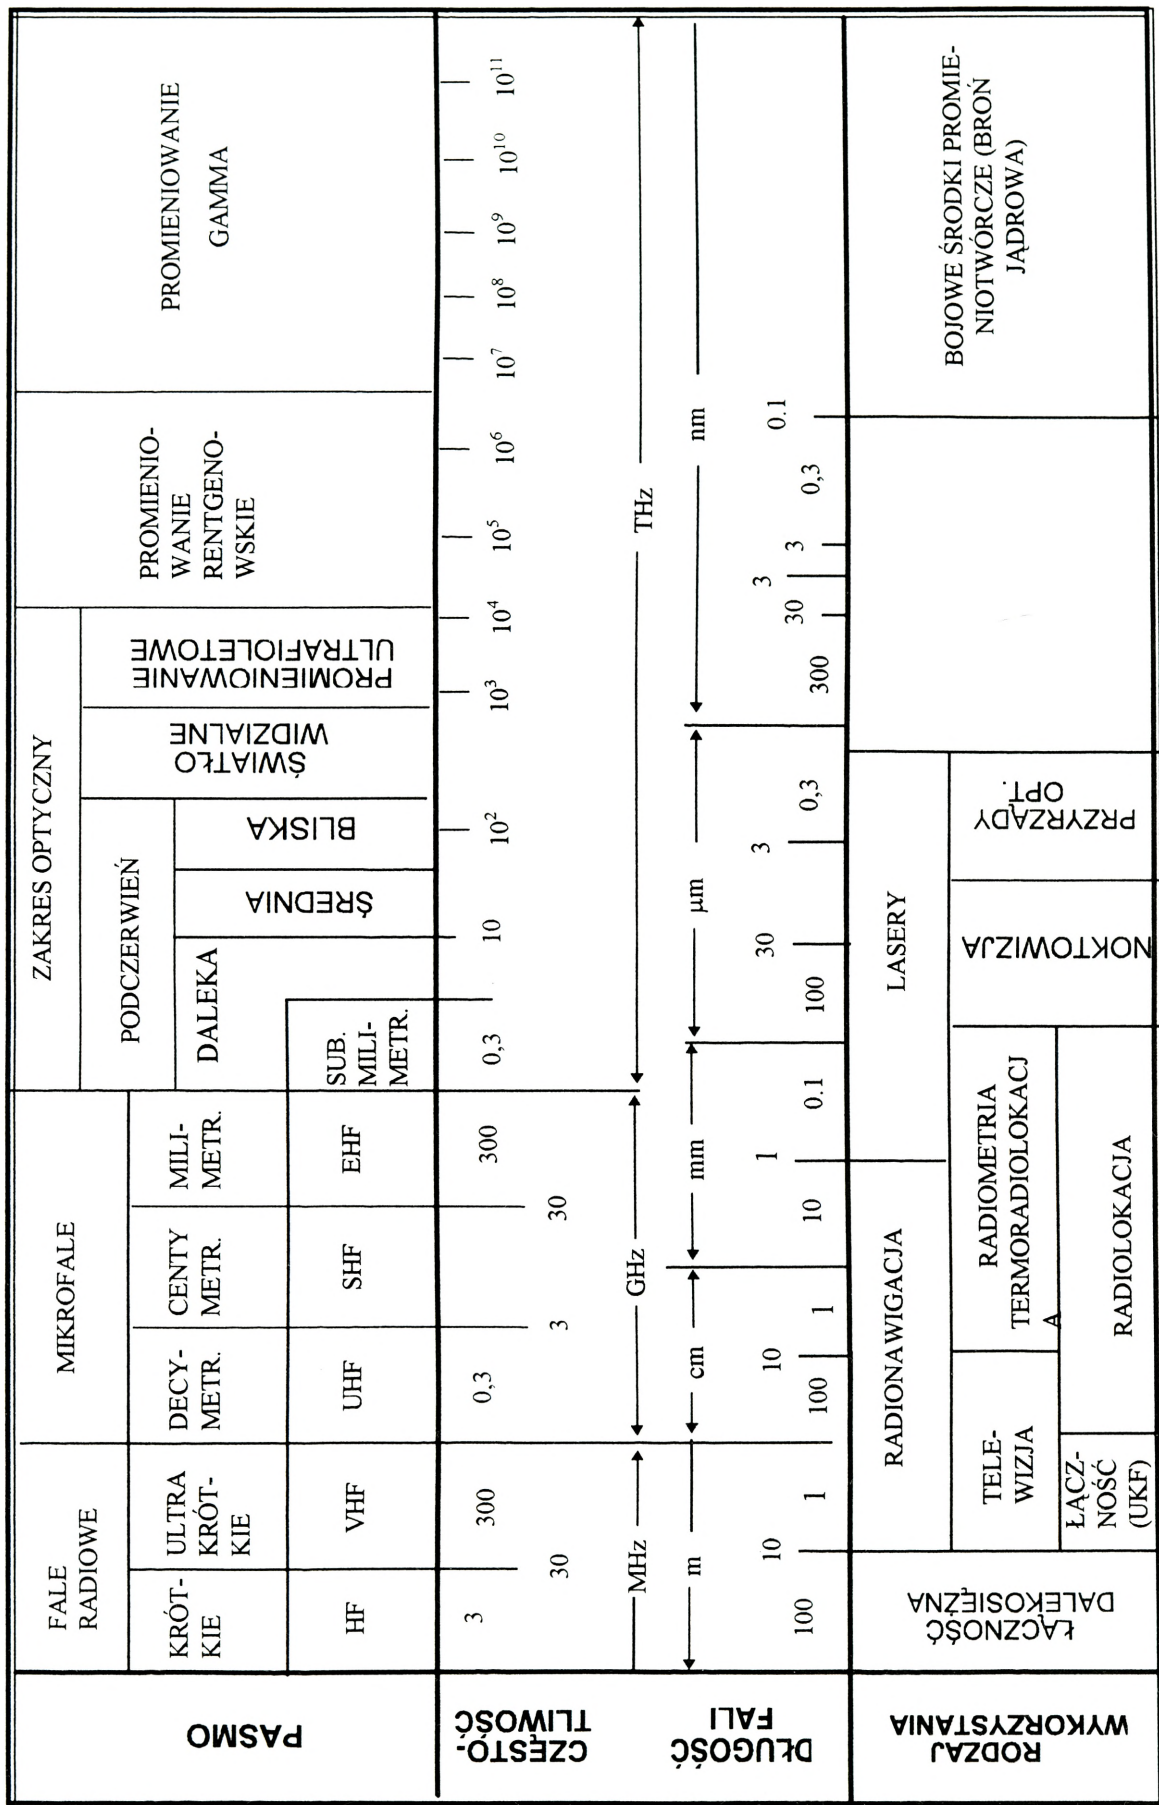 PASMO
FALE
RADIOWE
MIKROFALE
ZAKRES OPTYCZNY
PROMIENIO-
WANIE
RENTGENO-
WSKIE
PROMIENIOWANIE
GAMMA
KRÓT-
KIE
ULTRA
KRÓT-
KIE
DECY-
METR.
CENTY
METR.
MILI-
METR.
PODCZERWIEŃ
DALEKA
ŚREDNIA
BLISKA
ŚWIATŁO
WIDZIALNE
PROMIENIOWANIE
ULTRAFIOLETOWE
HF
VHF
UHF
SHF
EHF
SUB.
MILI-
METR.
CZĘSTO-
TLIWOŚĆ
3
30
300
0,3
3
30
300
0,3
10
10²
10³
10⁴
10⁵
10⁶
10⁷
10⁸
10⁹
10¹⁰
10¹¹
MHz
GHz
THz
DŁUGOŚĆ
FALI
m
cm
mm
μm
nm
100
10
1
100
10
1
10
1
0.1
100
30
3
0,3
300
30
3
3
0,3
0.1
RODZAJ
WYKORZYSTANIA
ŁĄCZNOŚĆ
DALEKOSIĘŻNA
RADIONAWIGACJA
LASERY
TELE-
WIZJA
RADIOMETRIA
TERMORADIOLOKACJ
A
NOKTOWIZJA
PRZYRZĄDY
OPT.
ŁĄCZ-
NOŚĆ
(UKF)
RADIOLOKACJA
BOJOWE ŚRODKI PROMIE-
NIOTWÓRCZE (BROŃ
JĄDROWA)